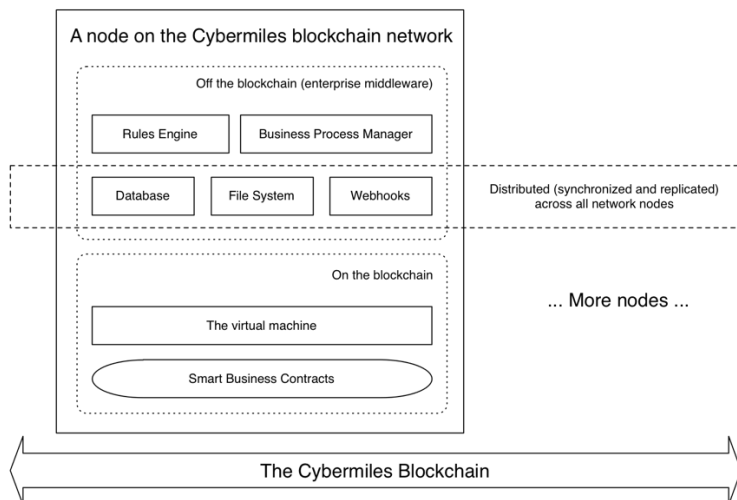 A node on the Cybermiles blockchain network
Off the blockchain (enterprise middleware)
Rules Engine
Business Process Manager
Database
File System
Webhooks
Distributed (synchronized and replicated)
across all network nodes
On the blockchain
... More nodes ...
The virtual machine
Smart Business Contracts
The Cybermiles Blockchain